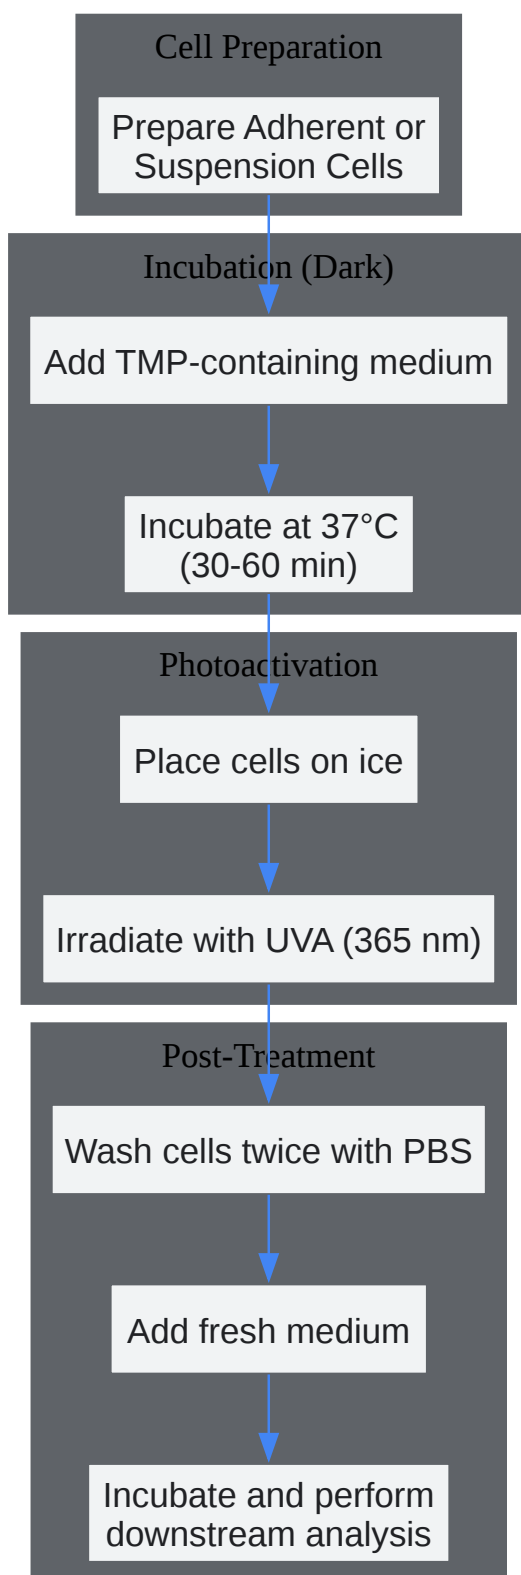 Cell Preparation
Prepare Adherent or
Suspension Cells
Incubation (Dark)
Add TMP-containing medium
Incubate at 37°C
(30-60 min)
Photoactivation
Place cells on ice
Irradiate with UVA (365 nm)
Post-Treatment
Wash cells twice with PBS
Add fresh medium
Incubate and perform
downstream analysis